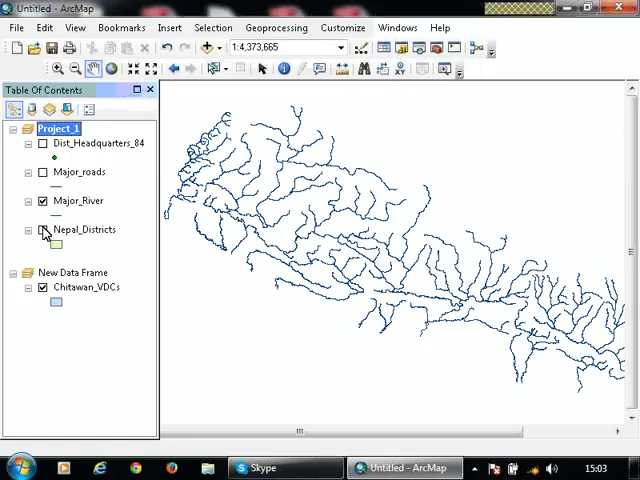 Untitled - ArcMap
File Edit View Bookmarks Insert Selection Geoprocessing Customize Windows Help
1:4,373,665
Table Of Contents
Project_1
Dist_Headquarters_84
Major_roads
Major_River
Nepal_Districts
New Data Frame
Chitawan_VDCs
Skype
Untitled - ArcMap
15:03